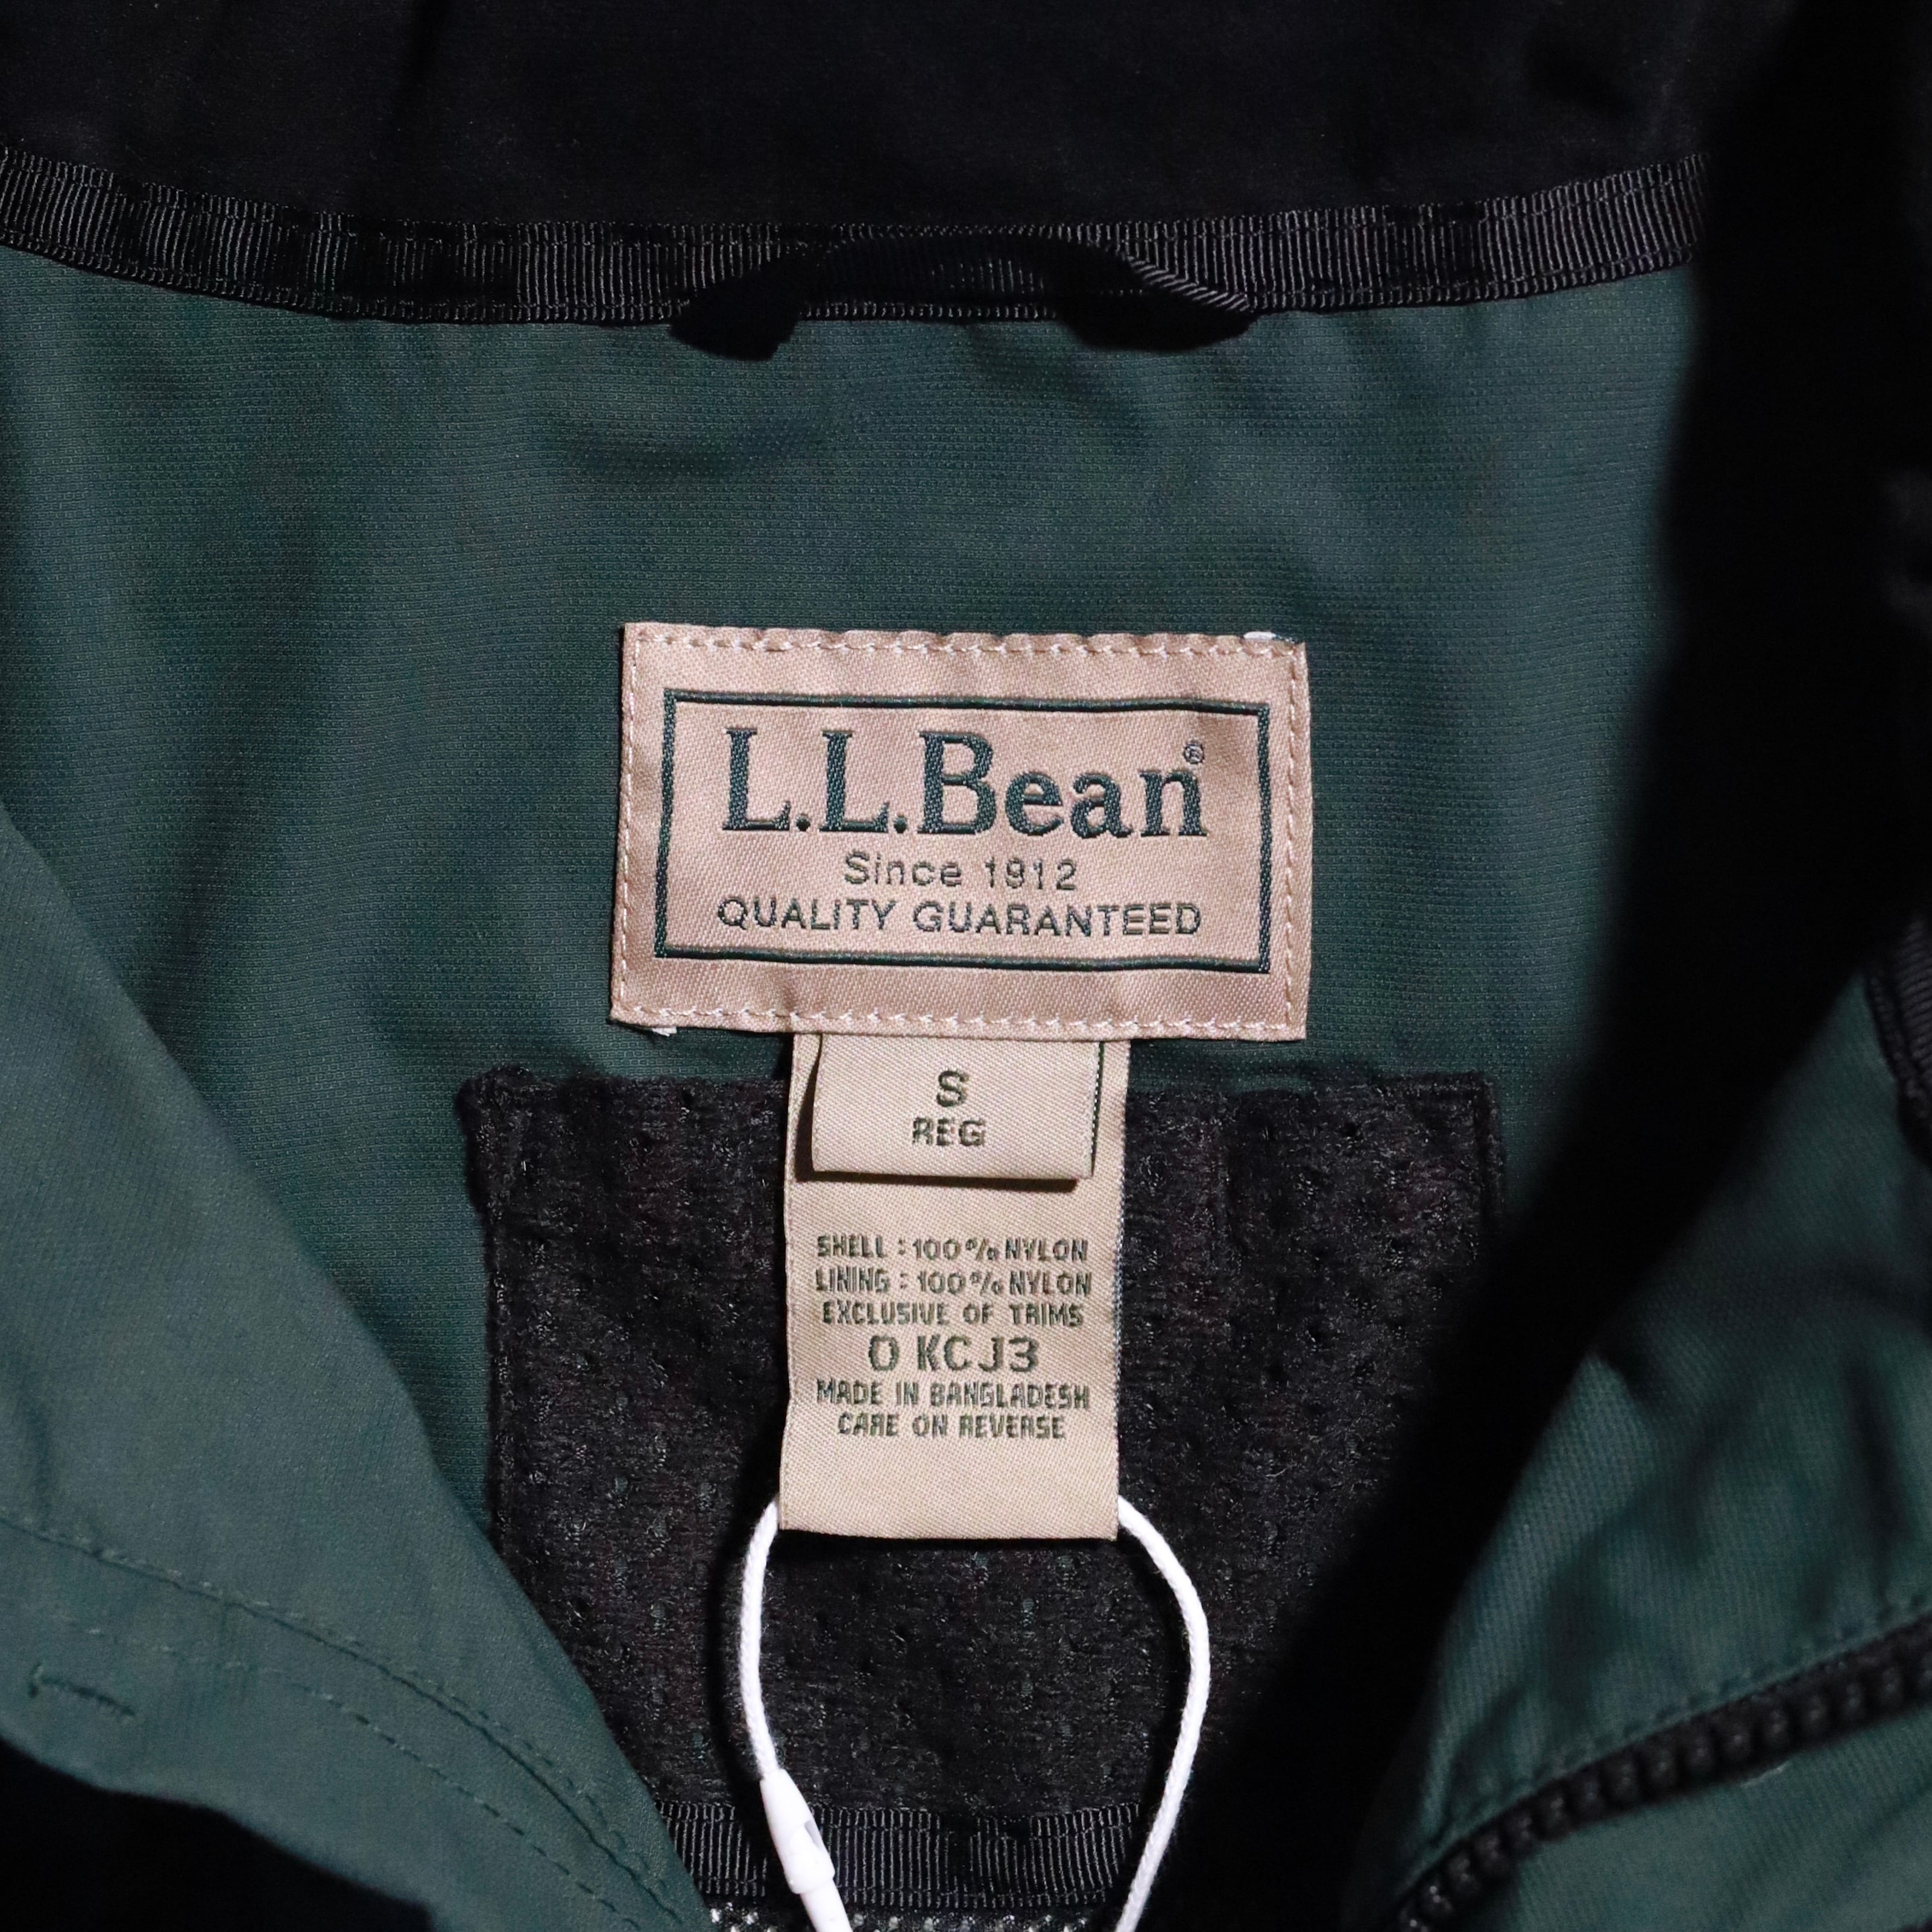 L.L.Bean®
Since 1912
QUALITY GUARANTEED
S
REG
SHELL : 100% NYLON
LINING : 100% NYLON
EXCLUSIVE OF TRIMS
0 KCJ3
MADE IN BANGLADESH
CARE ON REVERSE